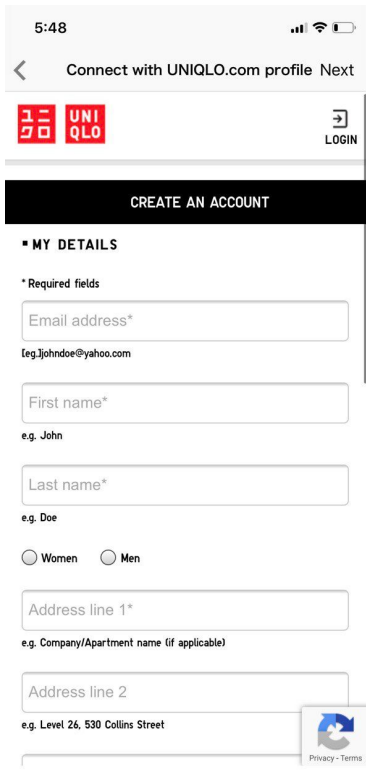 5:48
Connect with UNIQLO.com profile Next
ユニ
クロ
UNI
QLO
LOGIN
CREATE AN ACCOUNT
▪ MY DETAILS
* Required fields
Email address*
[eg.]johndoe@yahoo.com
First name*
e.g. John
Last name*
e.g. Doe
Women Men
Address line 1*
e.g. Company/Apartment name (if applicable)
Address line 2
e.g. Level 26, 530 Collins Street
Privacy - Terms